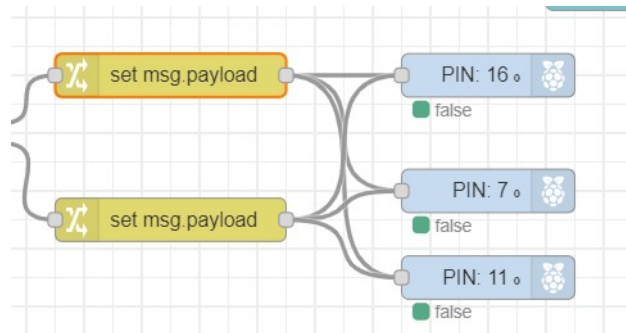 set msg.payload
PIN: 16
false
set msg.payload
PIN: 7
false
PIN: 11
false